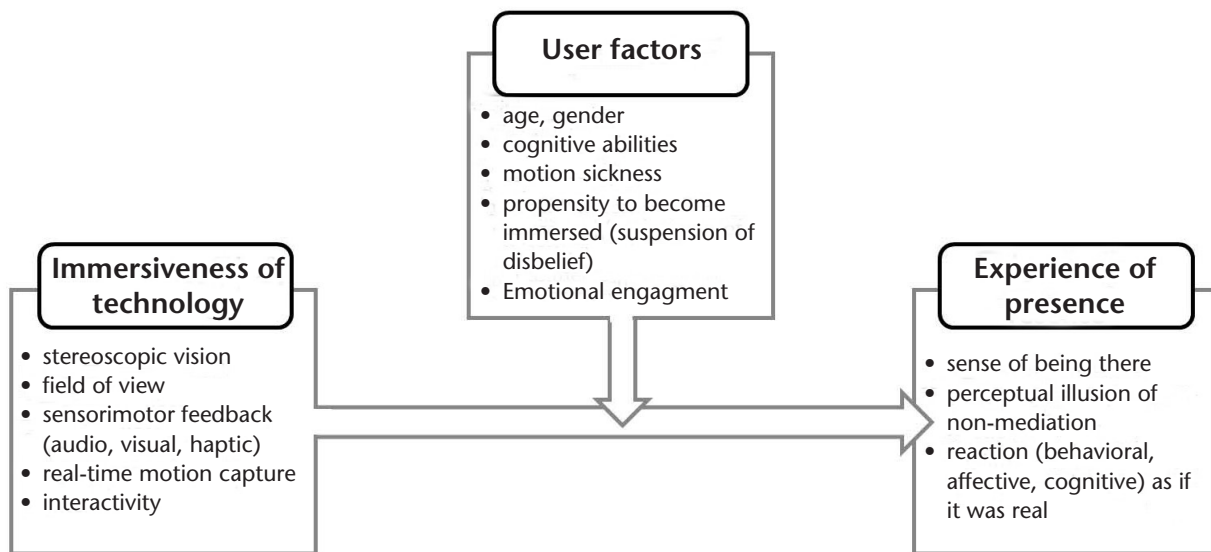 User factors
• age, gender
• cognitive abilities
• motion sickness
• propensity to become
immersed (suspension of
disbelief)
• Emotional engagment
Immersiveness of
technology
• stereoscopic vision
• field of view
• sensorimotor feedback
(audio, visual, haptic)
• real-time motion capture
• interactivity
Experience of
presence
• sense of being there
• perceptual illusion of
non-mediation
• reaction (behavioral,
affective, cognitive) as if
it was real